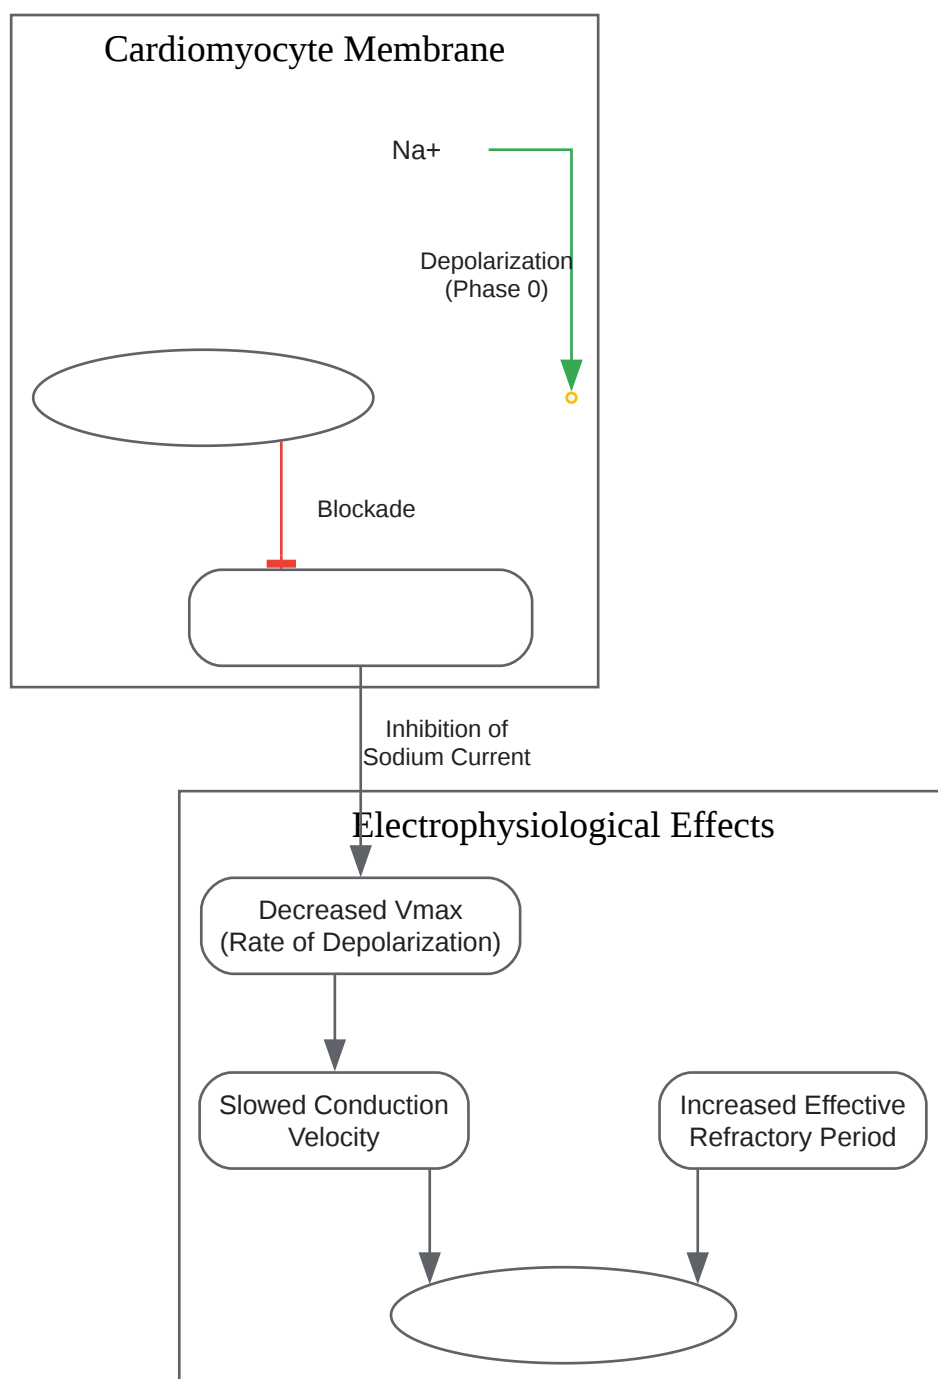 Cardiomyocyte Membrane
Na+
Depolarization
(Phase 0)
Blockade
Inhibition of
Sodium Current
Electrophysiological Effects
Decreased Vmax
(Rate of Depolarization)
Slowed Conduction
Velocity
Increased Effective
Refractory Period